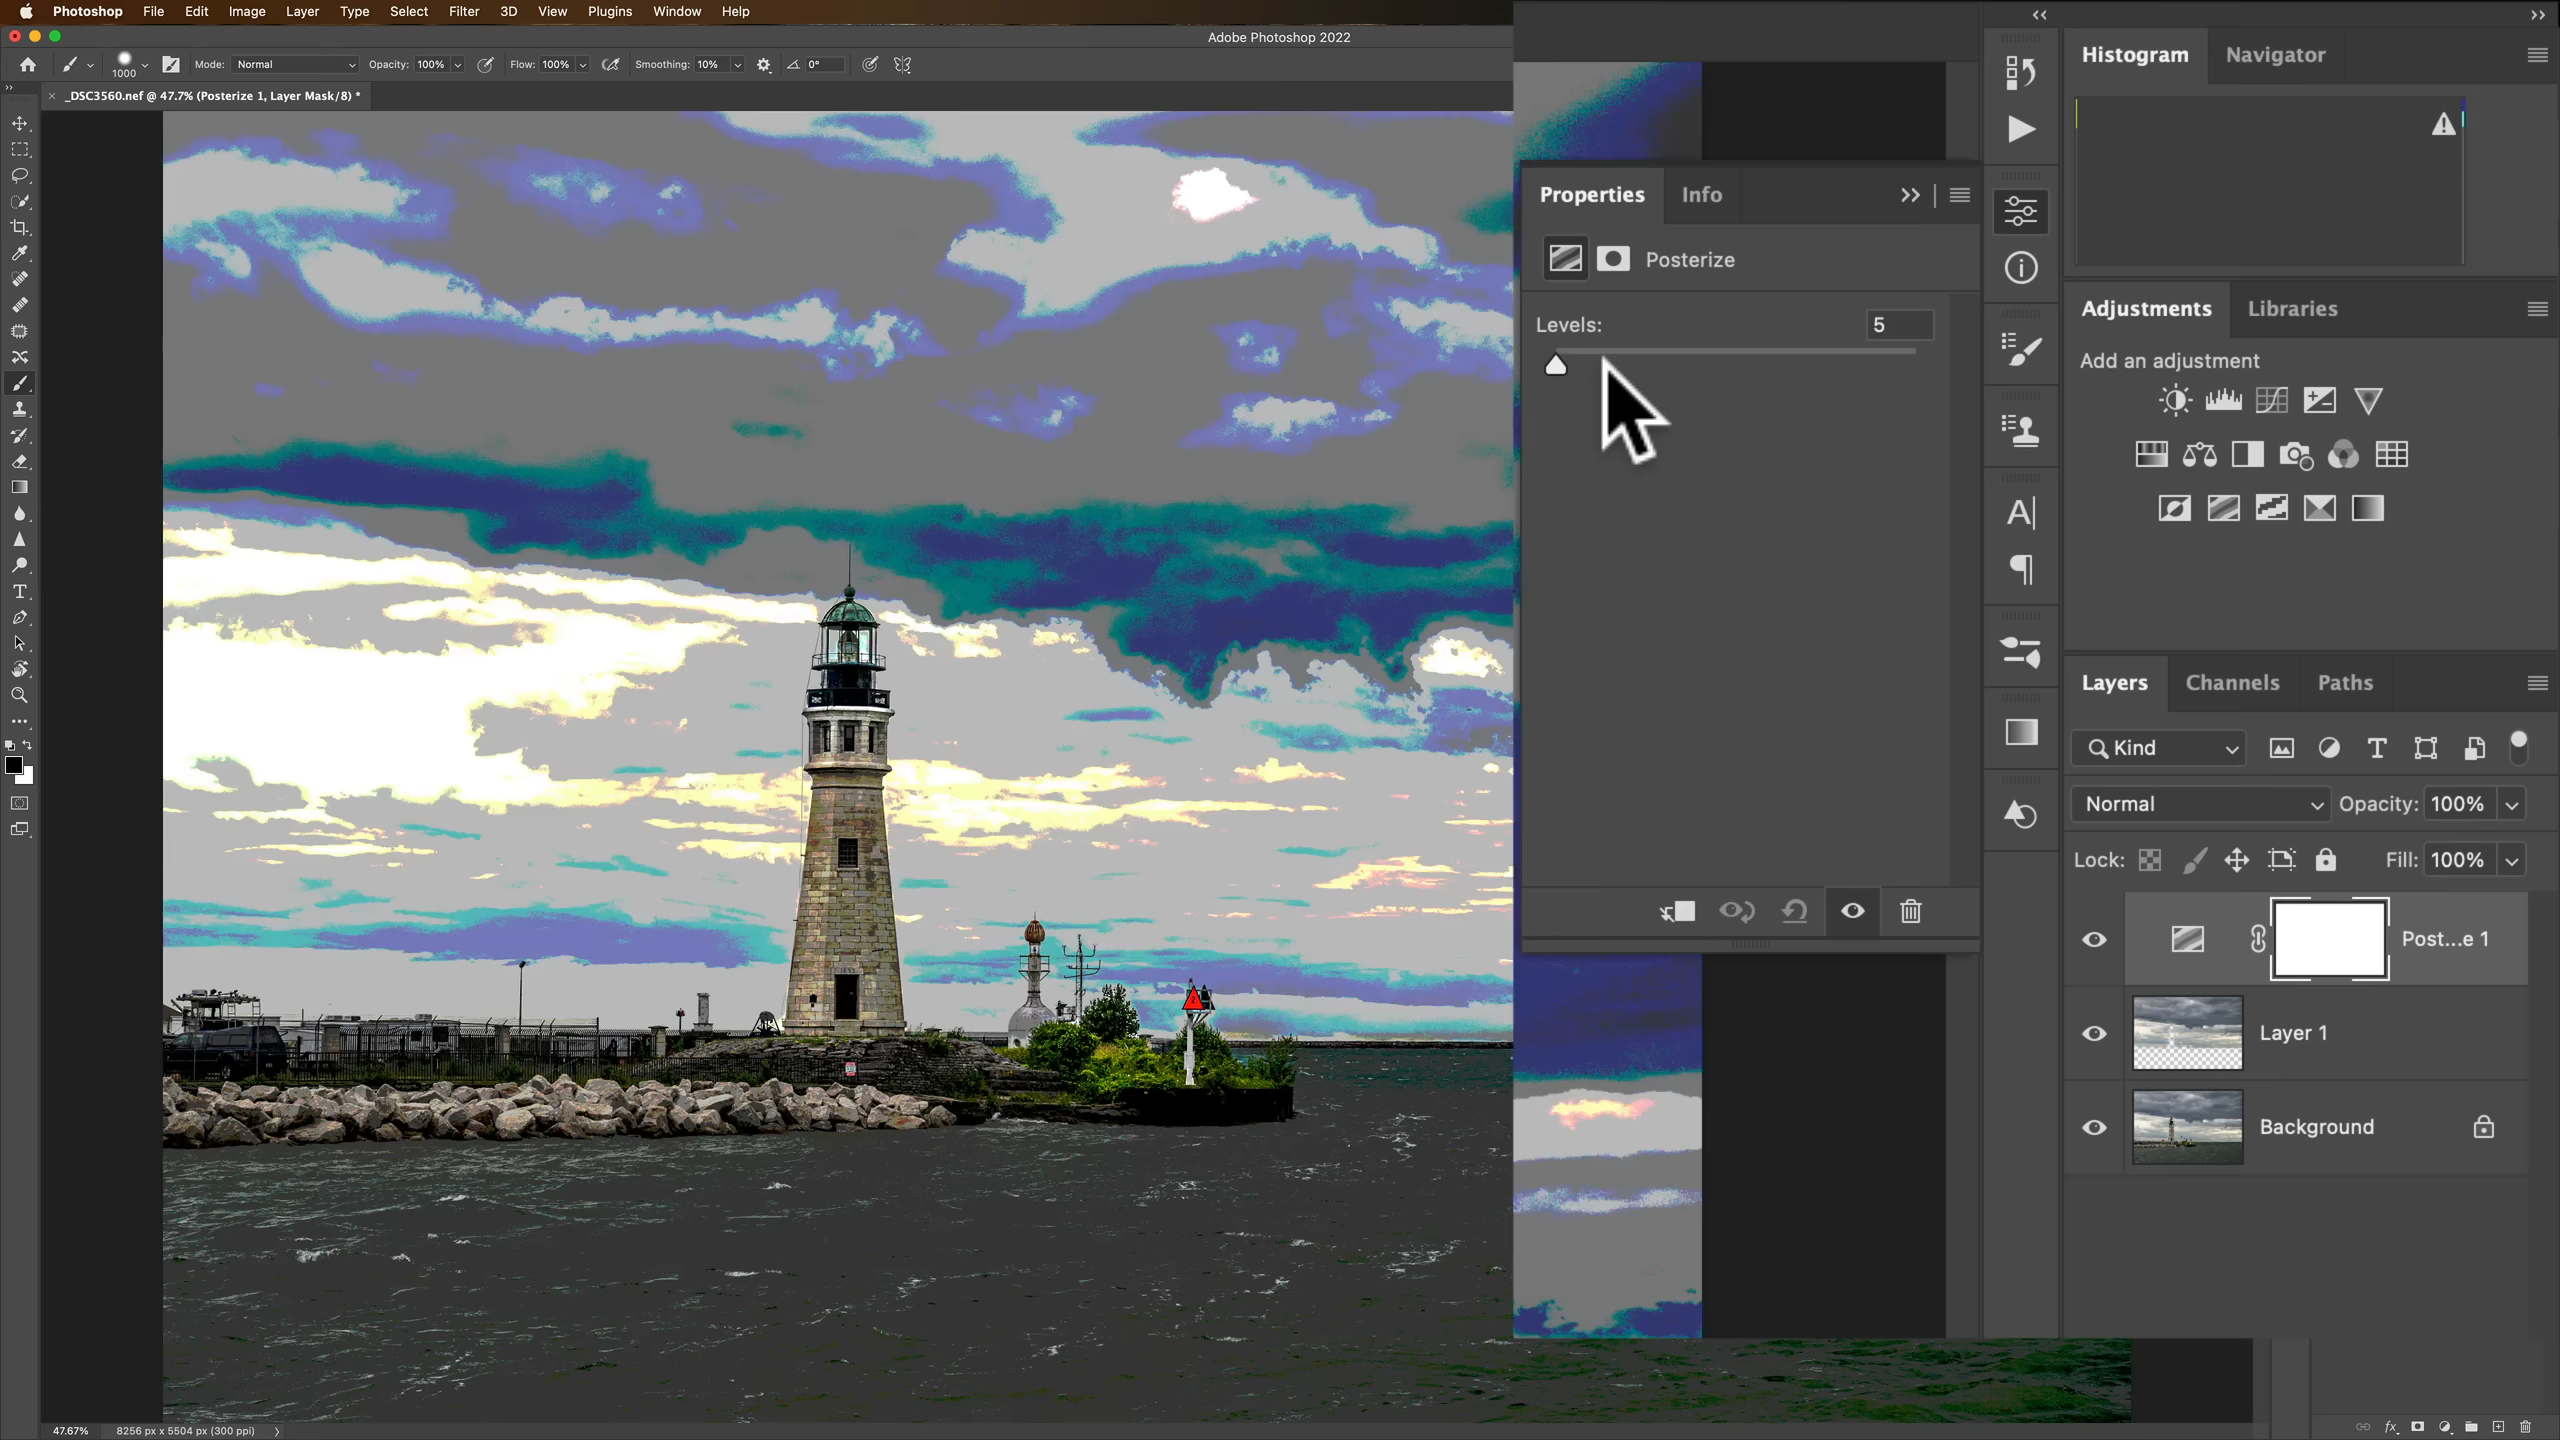 Photoshop File Edit Image Layer Type Select Filter 3D View Plugins Window Help
Adobe Photoshop 2022
1000 Mode: Normal Opacity: 100% Flow: 100% Smoothing: 10% 0°
_DSC3560.nef @ 47.7% (Posterize 1, Layer Mask/8) *
Histogram Navigator
Properties Info
Posterize
Levels: 5
Adjustments Libraries
Add an adjustment
Layers Channels Paths
Kind
Normal Opacity: 100%
Lock: Fill: 100%
Post...e 1
Layer 1
Background
47.67% 8256 px x 5504 px (300 ppi)